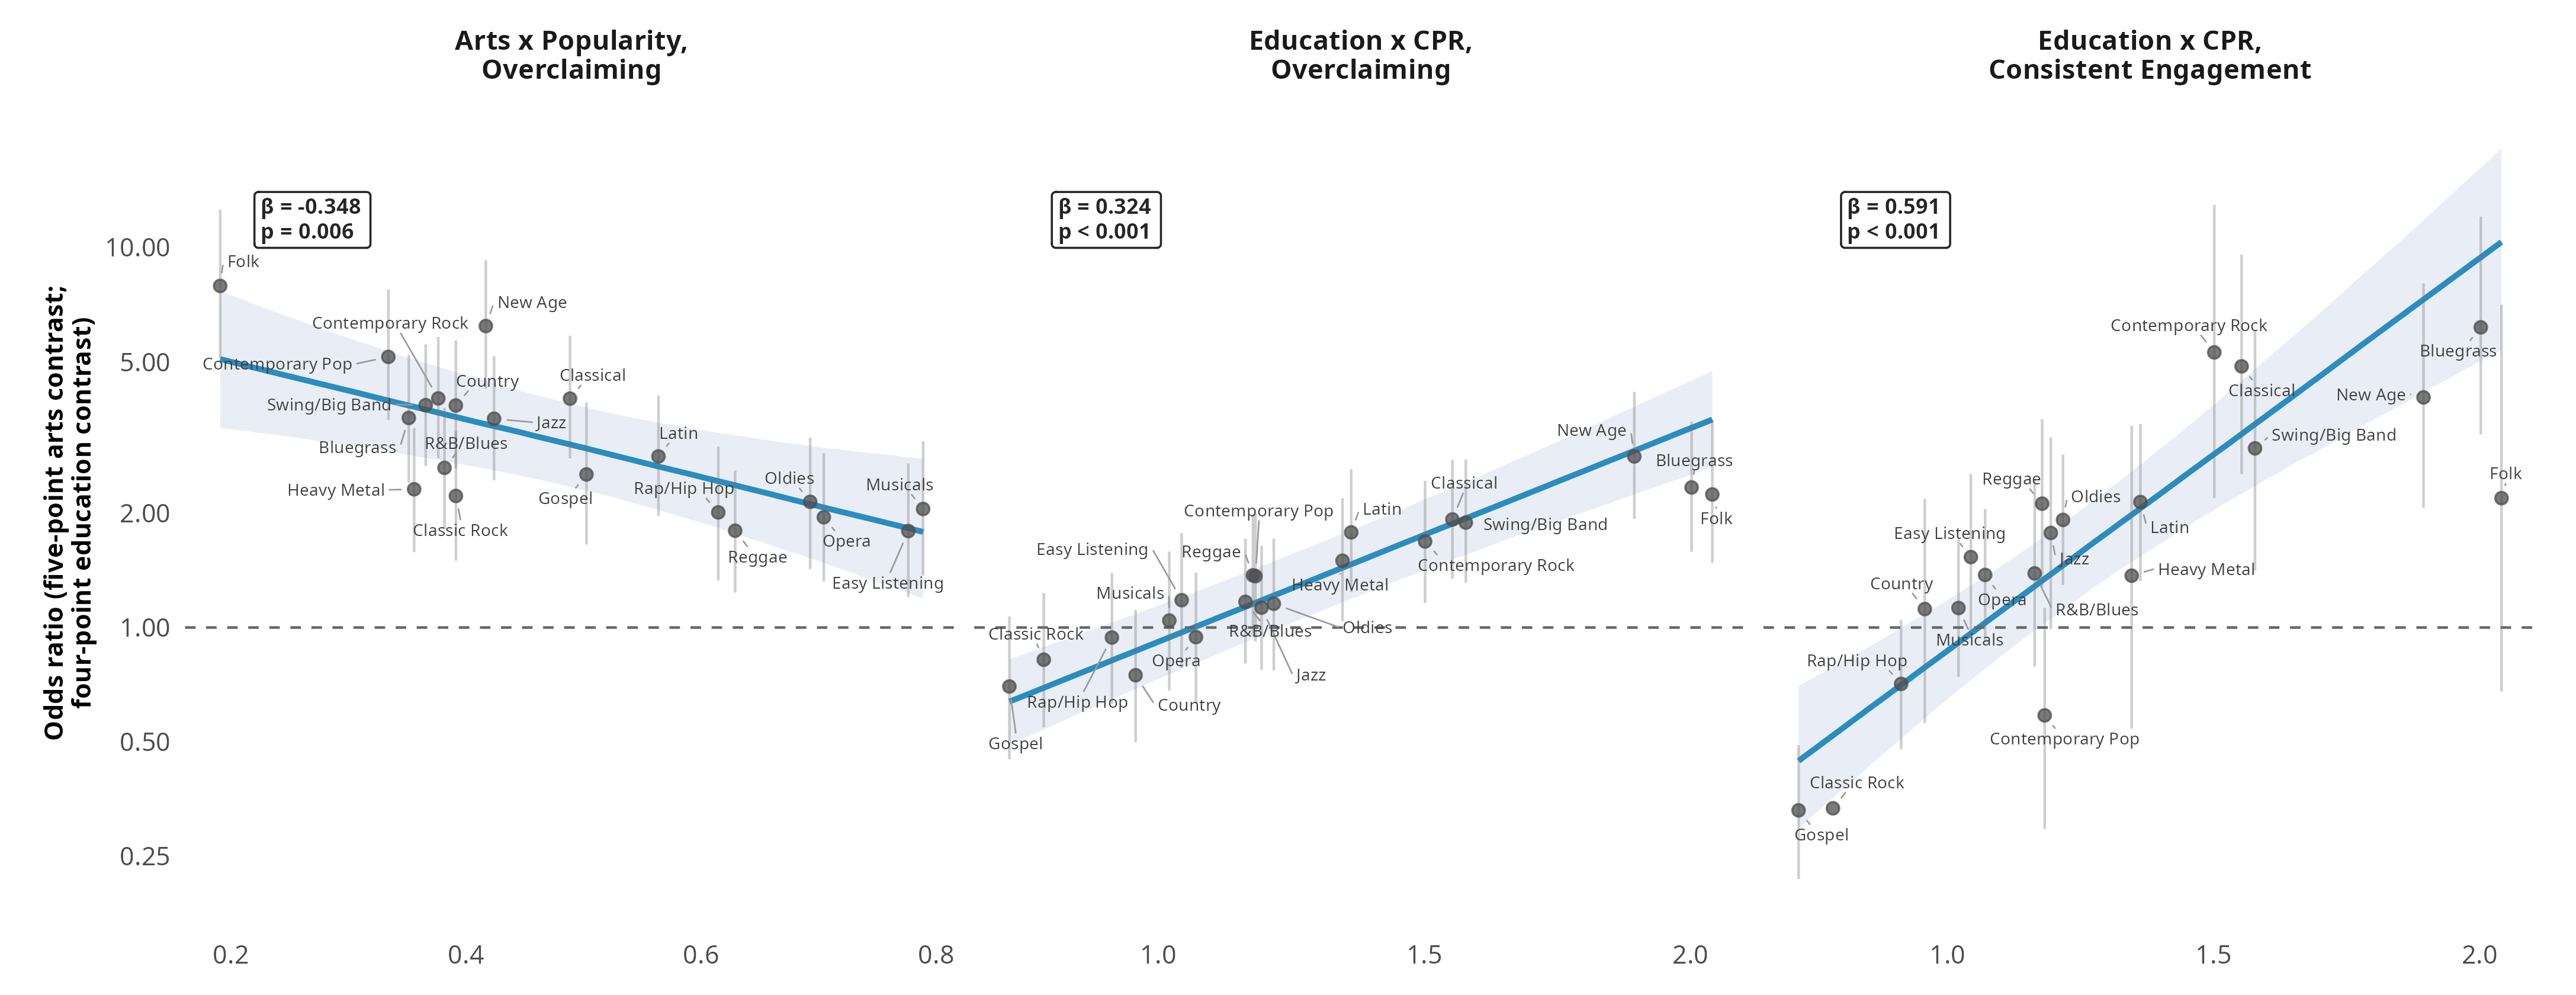 Arts x Popularity,
Overclaiming
Education x CPR,
Overclaiming
Education x CPR,
Consistent Engagement
Odds ratio (five-point arts contrast;
four-point education contrast)
10.00
5.00
2.00
1.00
0.50
0.25
β = -0.348
p = 0.006
Folk
New Age
Contemporary Rock
Contemporary Pop
Country
Classical
Swing/Big Band
Jazz
Bluegrass
R&B/Blues
Latin
Heavy Metal
Gospel
Rap/Hip Hop
Oldies
Musicals
Classic Rock
Opera
Reggae
Easy Listening
0.2
0.4
0.6
0.8
β = 0.324
p < 0.001
New Age
Bluegrass
Classical
Contemporary Pop
Latin
Folk
Swing/Big Band
Easy Listening
Reggae
Contemporary Rock
Musicals
Heavy Metal
Classic Rock
R&B/Blues
Oldies
Opera
Jazz
Rap/Hip Hop
Country
Gospel
1.0
1.5
2.0
β = 0.591
p < 0.001
Contemporary Rock
Bluegrass
Classical
New Age
Swing/Big Band
Folk
Reggae
Oldies
Latin
Easy Listening
Jazz
Heavy Metal
Country
Opera
R&B/Blues
Musicals
Rap/Hip Hop
Contemporary Pop
Classic Rock
Gospel
1.0
1.5
2.0